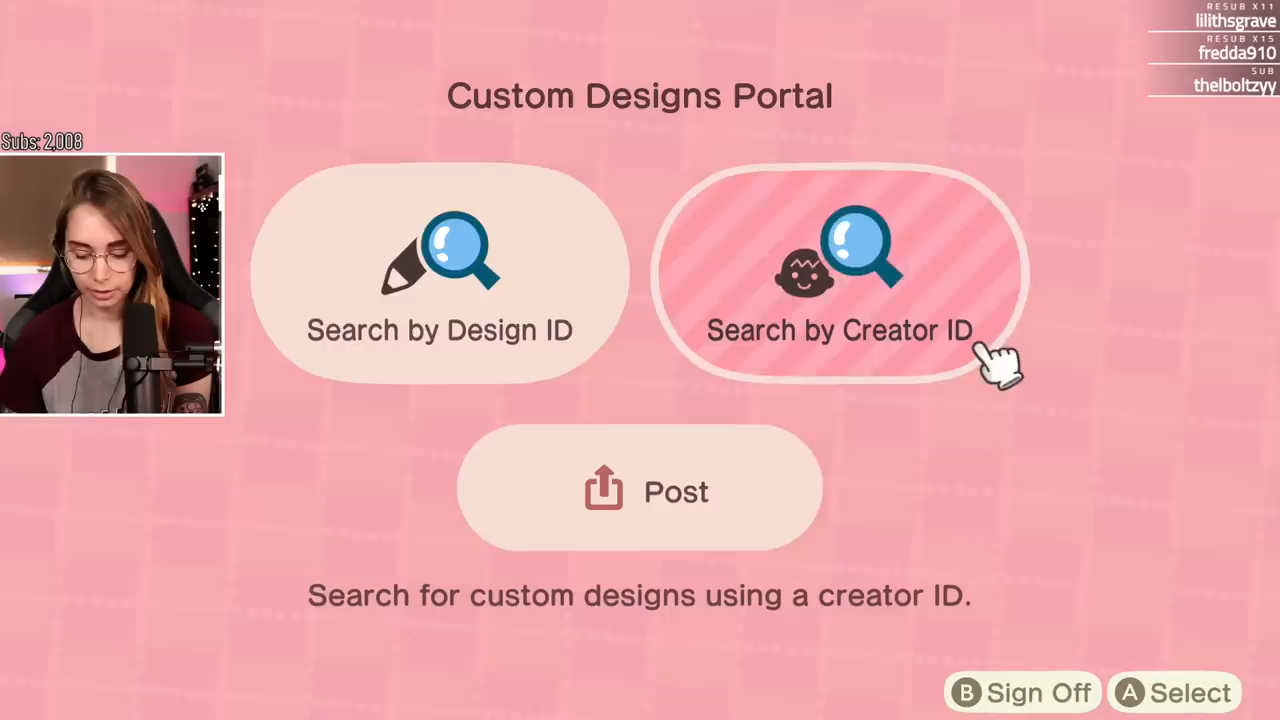 RESUB X11
lilithsgrave
RESUB X15
fredda910
SUB
thelboltzyy
Custom Designs Portal
Subs: 2,008
Search by Design ID
Search by Creator ID
Post
Search for custom designs using a creator ID.
B Sign Off
A Select